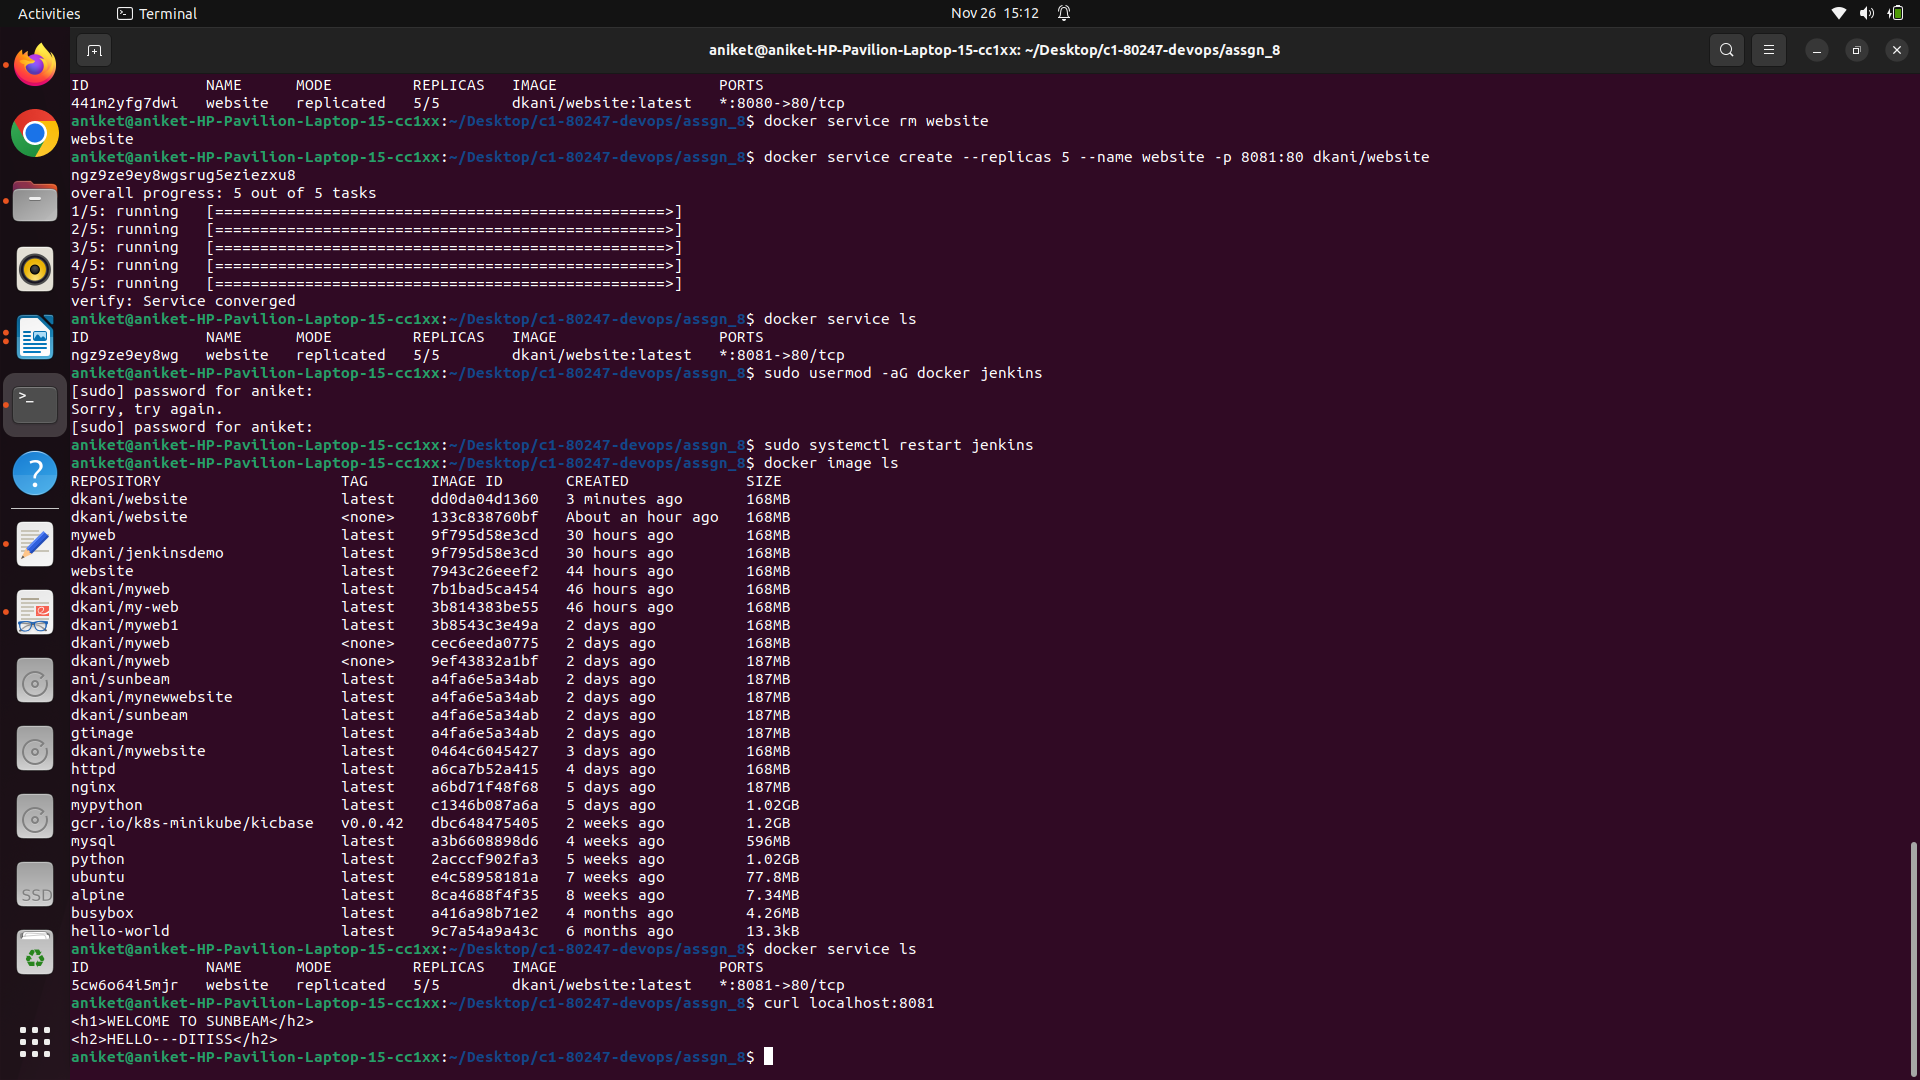 Activities Terminal Nov 26 15:12
aniket@aniket-HP-Pavilion-Laptop-15-cc1xx: ~/Desktop/c1-80247-devops/assgn_8
ID NAME MODE REPLICAS IMAGE PORTS
441m2yfg7dwi website replicated 5/5 dkani/website:latest *:8080->80/tcp
aniket@aniket-HP-Pavilion-Laptop-15-cc1xx:~/Desktop/c1-80247-devops/assgn_8$ docker service rm website
website
aniket@aniket-HP-Pavilion-Laptop-15-cc1xx:~/Desktop/c1-80247-devops/assgn_8$ docker service create --replicas 5 --name website -p 8081:80 dkani/website
ngz9ze9ey8wgsrug5eziezxu8
overall progress: 5 out of 5 tasks
1/5: running [==================================================>]
2/5: running [==================================================>]
3/5: running [==================================================>]
4/5: running [==================================================>]
5/5: running [==================================================>]
verify: Service converged
aniket@aniket-HP-Pavilion-Laptop-15-cc1xx:~/Desktop/c1-80247-devops/assgn_8$ docker service ls
ID NAME MODE REPLICAS IMAGE PORTS
ngz9ze9ey8wg website replicated 5/5 dkani/website:latest *:8081->80/tcp
aniket@aniket-HP-Pavilion-Laptop-15-cc1xx:~/Desktop/c1-80247-devops/assgn_8$ sudo usermod -aG docker jenkins
[sudo] password for aniket:
Sorry, try again.
[sudo] password for aniket:
aniket@aniket-HP-Pavilion-Laptop-15-cc1xx:~/Desktop/c1-80247-devops/assgn_8$ sudo systemctl restart jenkins
aniket@aniket-HP-Pavilion-Laptop-15-cc1xx:~/Desktop/c1-80247-devops/assgn_8$ docker image ls
REPOSITORY TAG IMAGE ID CREATED SIZE
dkani/website latest dd0da04d1360 3 minutes ago 168MB
dkani/website <none> 133c838760bf About an hour ago 168MB
myweb latest 9f795d58e3cd 30 hours ago 168MB
dkani/jenkinsdemo latest 9f795d58e3cd 30 hours ago 168MB
website latest 7943c26eeef2 44 hours ago 168MB
dkani/myweb latest 7b1bad5ca454 46 hours ago 168MB
dkani/my-web latest 3b814383be55 46 hours ago 168MB
dkani/myweb1 latest 3b8543c3e49a 2 days ago 168MB
dkani/myweb <none> cec6eeda0775 2 days ago 168MB
dkani/myweb <none> 9ef43832a1bf 2 days ago 187MB
ani/sunbeam latest a4fa6e5a34ab 2 days ago 187MB
dkani/mynewwebsite latest a4fa6e5a34ab 2 days ago 187MB
dkani/sunbeam latest a4fa6e5a34ab 2 days ago 187MB
gtimage latest a4fa6e5a34ab 2 days ago 187MB
dkani/mywebsite latest 0464c6045427 3 days ago 168MB
httpd latest a6ca7b52a415 4 days ago 168MB
nginx latest a6bd71f48f68 5 days ago 187MB
mypython latest c1346b087a6a 5 days ago 1.02GB
gcr.io/k8s-minikube/kicbase v0.0.42 dbc648475405 2 weeks ago 1.2GB
mysql latest a3b6608898d6 4 weeks ago 596MB
python latest 2acccf902fa3 5 weeks ago 1.02GB
ubuntu latest e4c58958181a 7 weeks ago 77.8MB
alpine latest 8ca4688f4f35 8 weeks ago 7.34MB
busybox latest a416a98b71e2 4 months ago 4.26MB
hello-world latest 9c7a54a9a43c 6 months ago 13.3kB
aniket@aniket-HP-Pavilion-Laptop-15-cc1xx:~/Desktop/c1-80247-devops/assgn_8$ docker service ls
ID NAME MODE REPLICAS IMAGE PORTS
5cw6o64i5mjr website replicated 5/5 dkani/website:latest *:8081->80/tcp
aniket@aniket-HP-Pavilion-Laptop-15-cc1xx:~/Desktop/c1-80247-devops/assgn_8$ curl localhost:8081
<h1>WELCOME TO SUNBEAM</h2>
<h2>HELLO---DITISS</h2>
aniket@aniket-HP-Pavilion-Laptop-15-cc1xx:~/Desktop/c1-80247-devops/assgn_8$
SSD